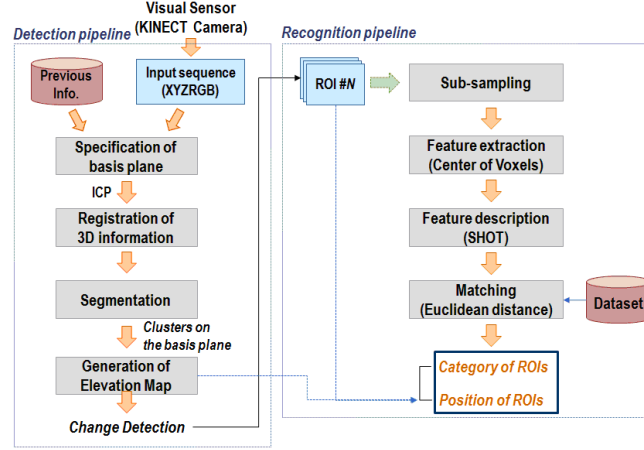 Visual Sensor
(KINECT Camera)
Detection pipeline
Previous
Info.
Input sequence
(XYZRGB)
Specification of
basis plane
ICP
Registration of
3D information
Segmentation
Clusters on
the basis plane
Generation of
Elevation Map
Change Detection
Recognition pipeline
ROI #N
Sub-sampling
Feature extraction
(Center of Voxels)
Feature description
(SHOT)
Matching
(Euclidean distance)
Dataset
Category of ROIs
Position of ROIs